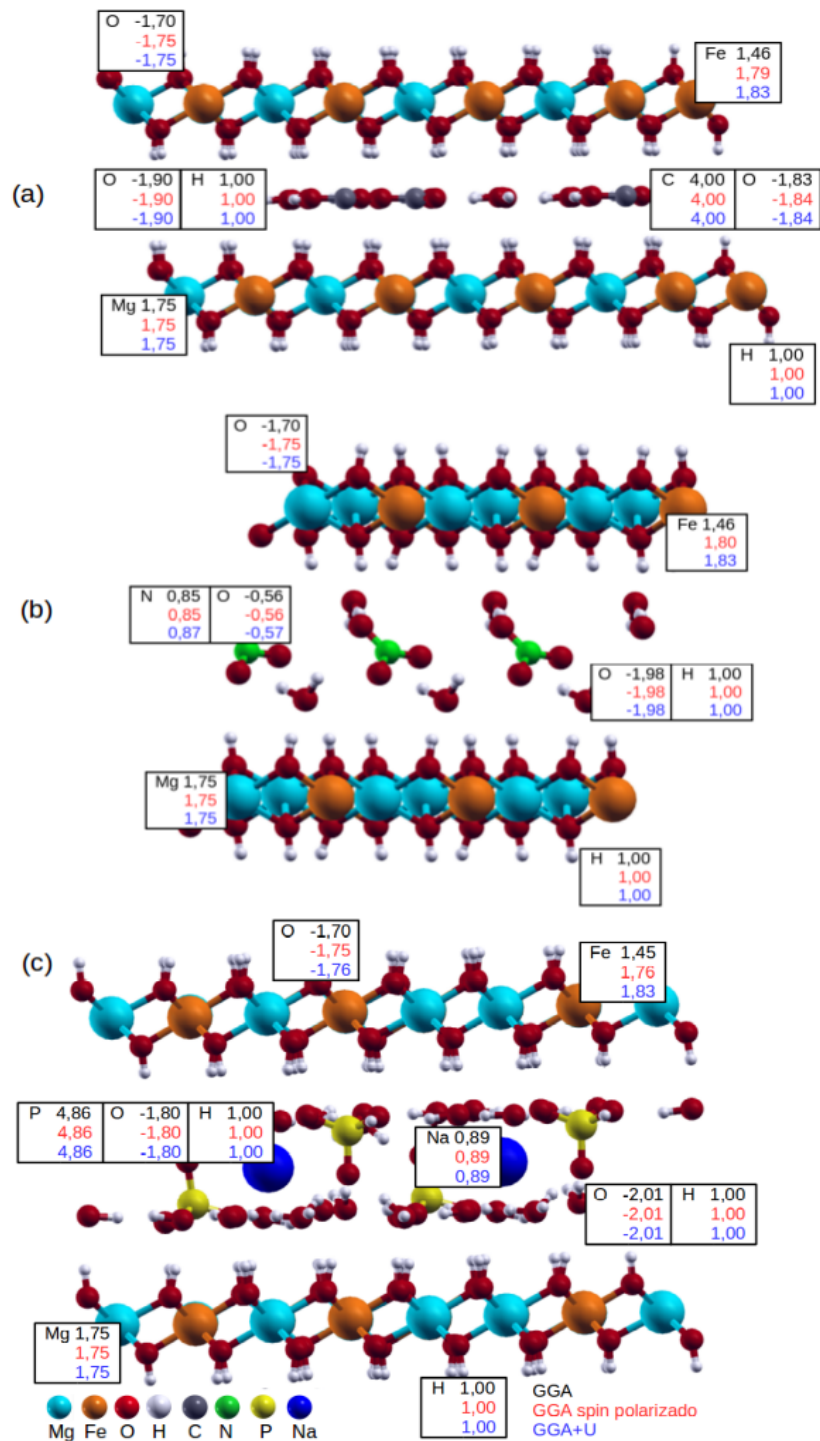 O -1,70
-1,75
-1,75
Fe 1,46
1,79
1,83
(a)
O -1,90 H 1,00
-1,90 1,00
-1,90 1,00
C 4,00 O -1,83
4,00 -1,84
4,00 -1,84
Mg 1,75
1,75
1,75
H 1,00
1,00
1,00
O -1,70
-1,75
-1,75
Fe 1,46
1,80
1,83
(b)
N 0,85 O -0,56
0,85 -0,56
0,87 -0,57
O -1,98 H 1,00
-1,98 1,00
-1,98 1,00
Mg 1,75
1,75
1,75
H 1,00
1,00
1,00
(c)
O -1,70
-1,75
-1,76
Fe 1,45
1,76
1,83
P 4,86 O -1,80 H 1,00
4,86 -1,80 1,00
4,86 -1,80 1,00
Na 0,89
0,89
0,89
O -2,01 H 1,00
-2,01 1,00
-2,01 1,00
Mg 1,75
1,75
1,75
H 1,00
1,00
1,00
GGA
GGA spin polarizado
GGA+U
Mg Fe O H C N P Na